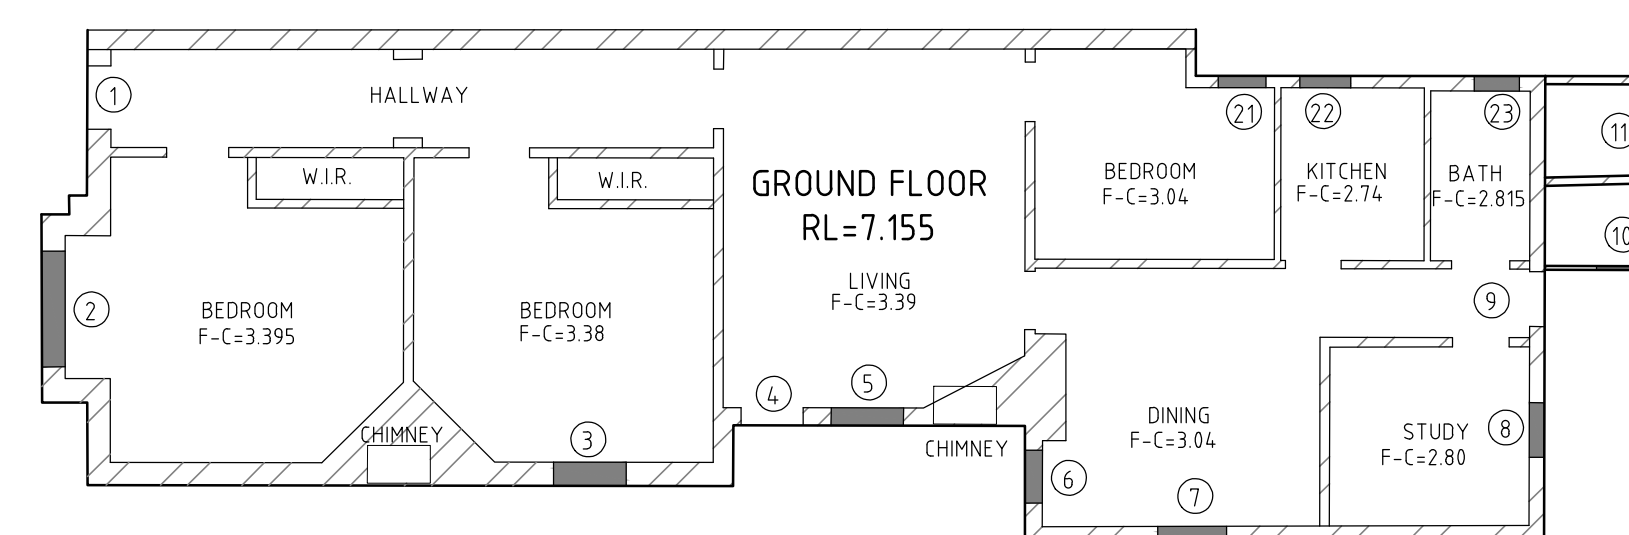 1
HALLWAY
21
22
23
11
W.I.R.
W.I.R.
GROUND FLOOR
RL=7.155
BEDROOM
F-C=3.04
KITCHEN
F-C=2.74
BATH
F-C=2.815
10
2
BEDROOM
F-C=3.395
BEDROOM
F-C=3.38
LIVING
F-C=3.39
9
4
5
CHIMNEY
3
CHIMNEY
DINING
F-C=3.04
STUDY
F-C=2.80
8
6
7